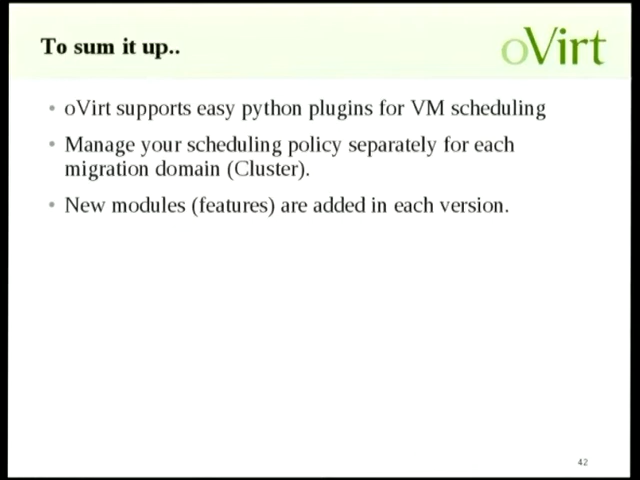 To sum it up..
oVirt
• oVirt supports easy python plugins for VM scheduling
• Manage your scheduling policy separately for each
migration domain (Cluster).
• New modules (features) are added in each version.
42